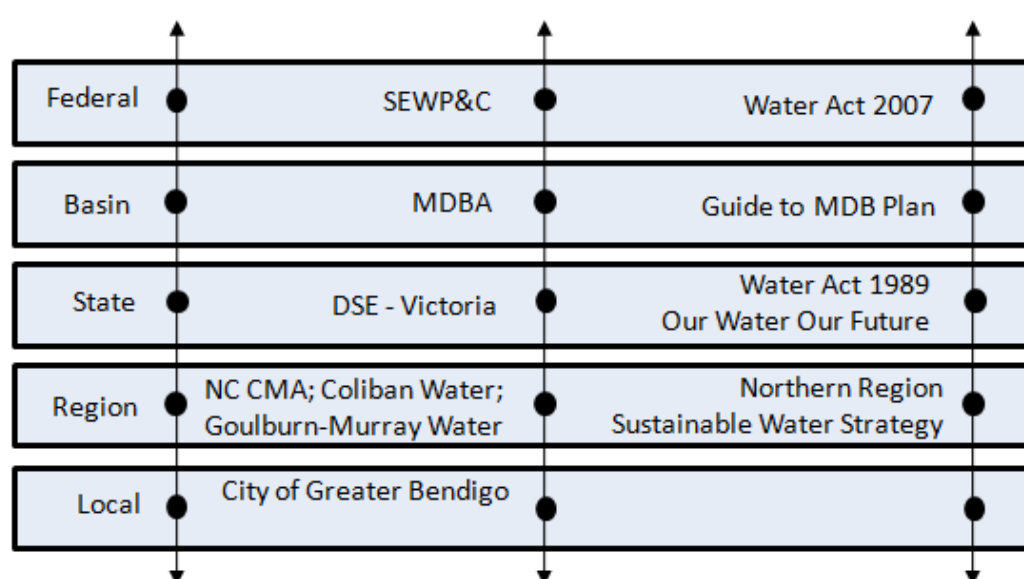 Federal
SEWP&C
Water Act 2007
Basin
MDBA
Guide to MDB Plan
State
DSE - Victoria
Water Act 1989
Our Water Our Future
Region
NC CMA; Coliban Water;
Goulburn-Murray Water
Northern Region
Sustainable Water Strategy
Local
City of Greater Bendigo